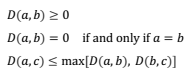 D(a,b) ≥ 0
D(a,b) = 0 if and only if a = b
D(a,c) ≤ max[D(a,b), D(b,c)]